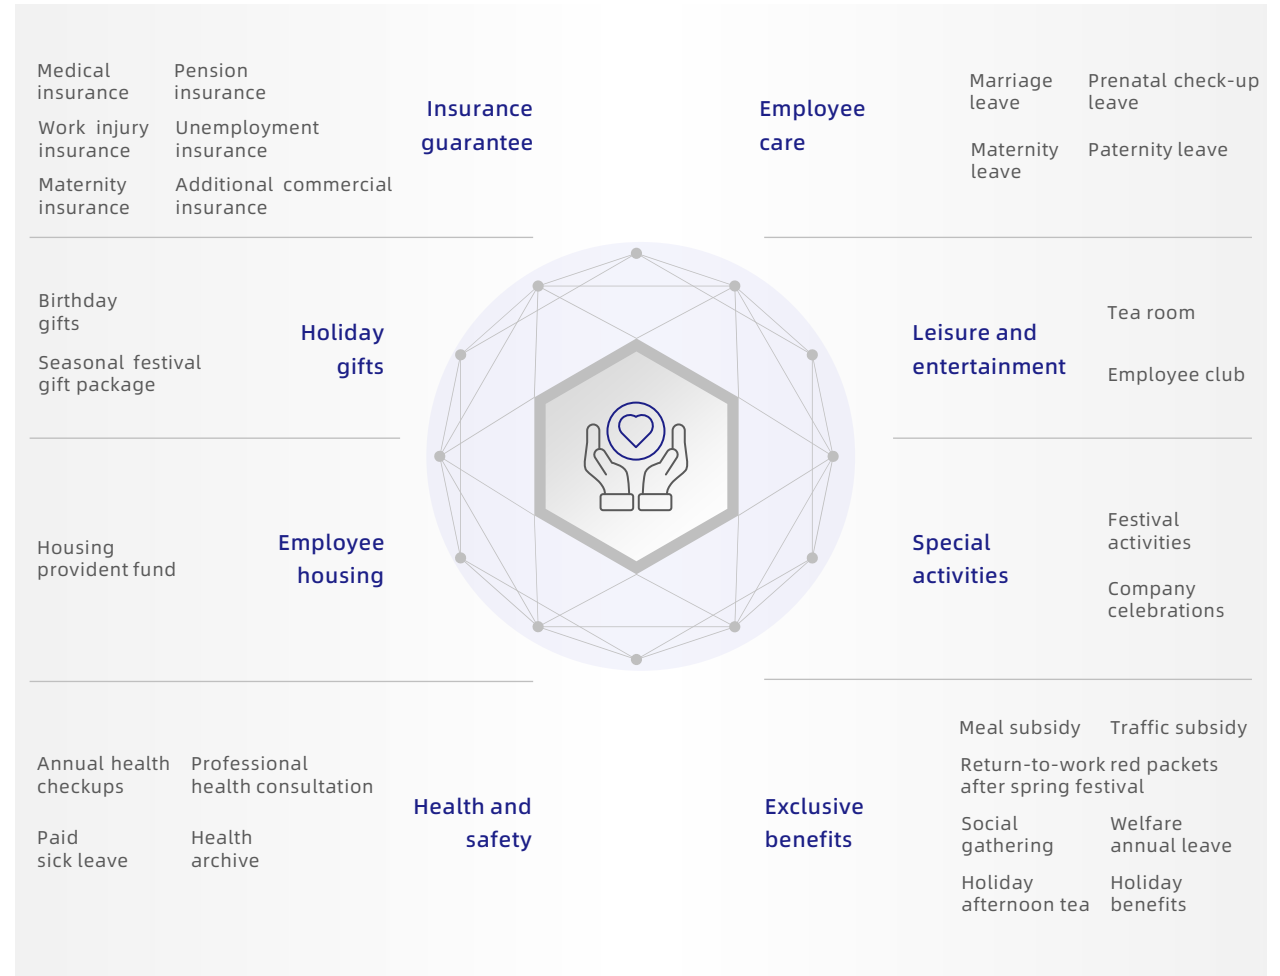 Medical
insurance
Pension
insurance
Work injury
insurance
Unemployment
insurance
Maternity
insurance
Additional commercial
insurance
Insurance
guarantee
Employee
care
Marriage
leave
Prenatal check-up
leave
Maternity
leave
Paternity leave
Birthday
gifts
Seasonal festival
gift package
Holiday
gifts
Leisure and
entertainment
Tea room
Employee club
Housing
provident fund
Employee
housing
Special
activities
Festival
activities
Company
celebrations
Annual health
checkups
Professional
health consultation
Paid
sick leave
Health
archive
Health and
safety
Exclusive
benefits
Meal subsidy
Traffic subsidy
Return-to-work red packets
after spring festival
Social
gathering
Welfare
annual leave
Holiday
afternoon tea
Holiday
benefits